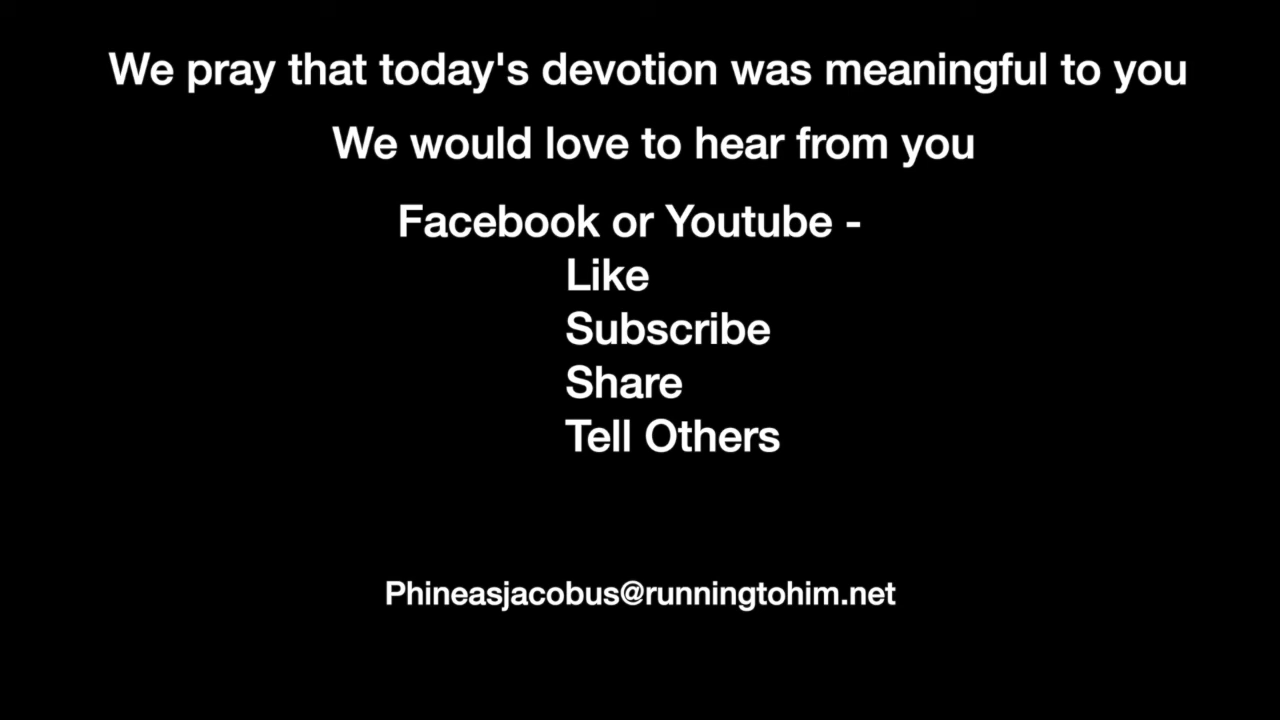 We pray that today's devotion was meaningful to you
We would love to hear from you
Facebook or Youtube -
Like
Subscribe
Share
Tell Others
Phineasjacobus@runningtohim.net